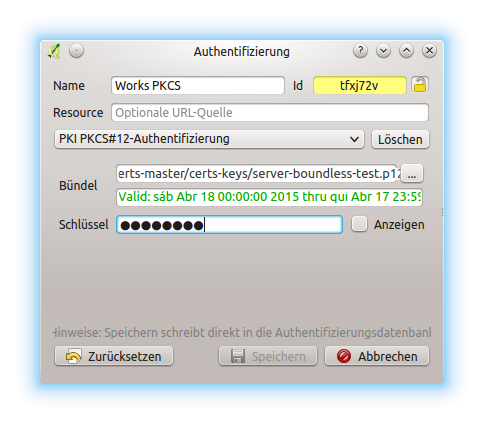 Authentifizierung
Name Works PKCS Id tfxj72v
Resource Optionale URL-Quelle
PKI PKCS#12-Authentifizierung Löschen
Bündel erts-master/certs-keys/server-boundless-test.p12 ...
Valid: sáb Abr 18 00:00:00 2015 thru qui Abr 17 23:59
Schlüssel ●●●●●●●● Anzeigen
Hinweise: Speichern schreibt direkt in die Authentifizierungsdatenbank
Zurücksetzen Speichern Abbrechen